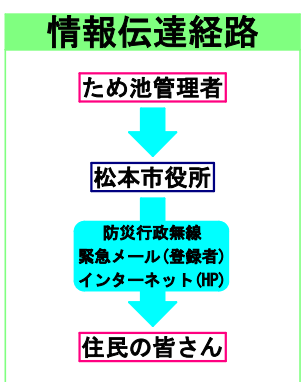 情報伝達経路
ため池管理者
松本市役所
防災行政無線
緊急メール(登録者)
インターネット(HP)
住民の皆さん